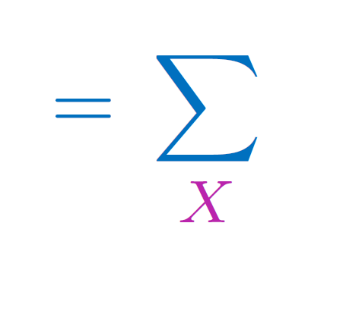 = ∑
X